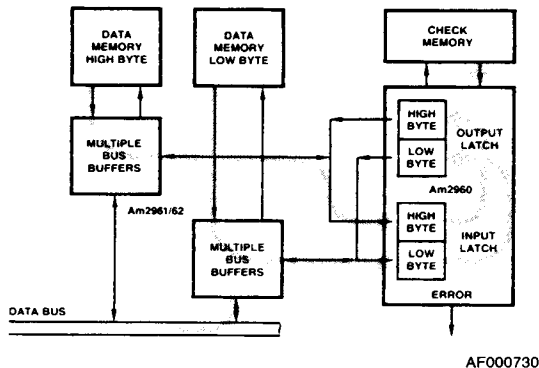 DATA
MEMORY
HIGH BYTE
DATA
MEMORY
LOW BYTE
CHECK
MEMORY
MULTIPLE
BUS
BUFFERS
Am2961/62
MULTIPLE
BUS
BUFFERS
HIGH
BYTE
LOW
BYTE
OUTPUT
LATCH
Am2960
HIGH
BYTE
LOW
BYTE
INPUT
LATCH
ERROR
DATA BUS
AF000730